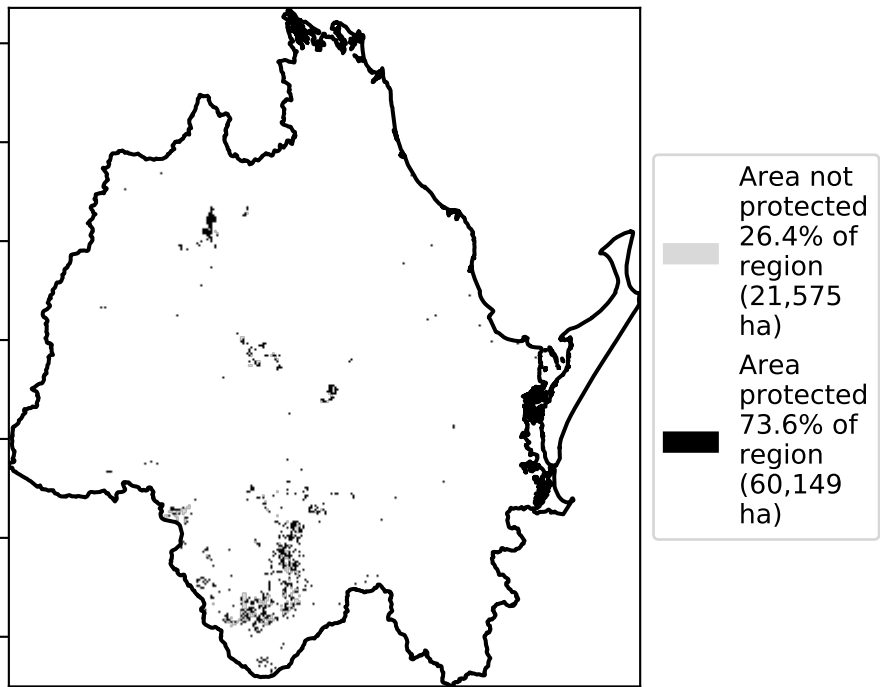 Area not
protected
26.4% of
region
(21,575
ha)
Area
protected
73.6% of
region
(60,149
ha)